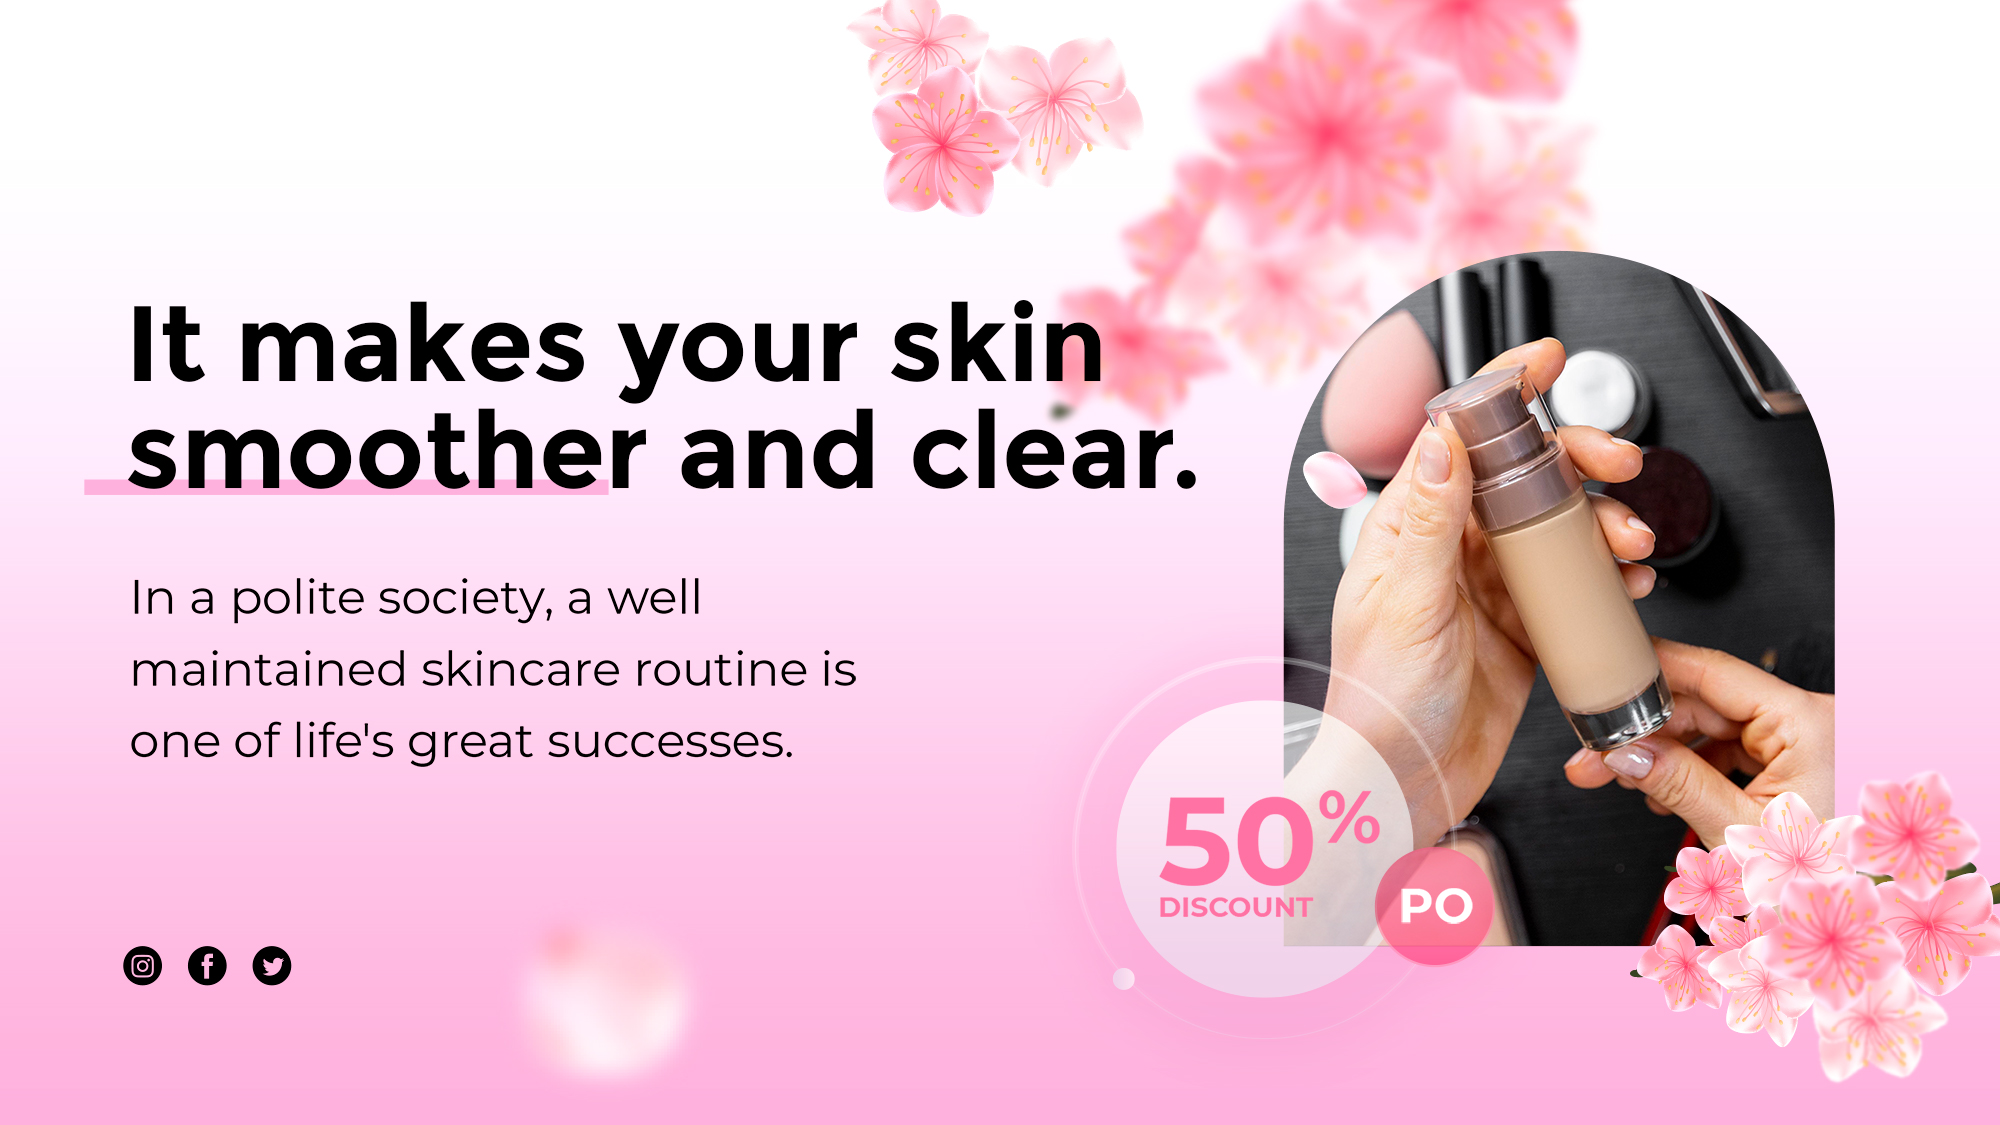 It makes your skin
smoother and clear.
In a polite society, a well
maintained skincare routine is
one of life's great successes.
50%
DISCOUNT
PO